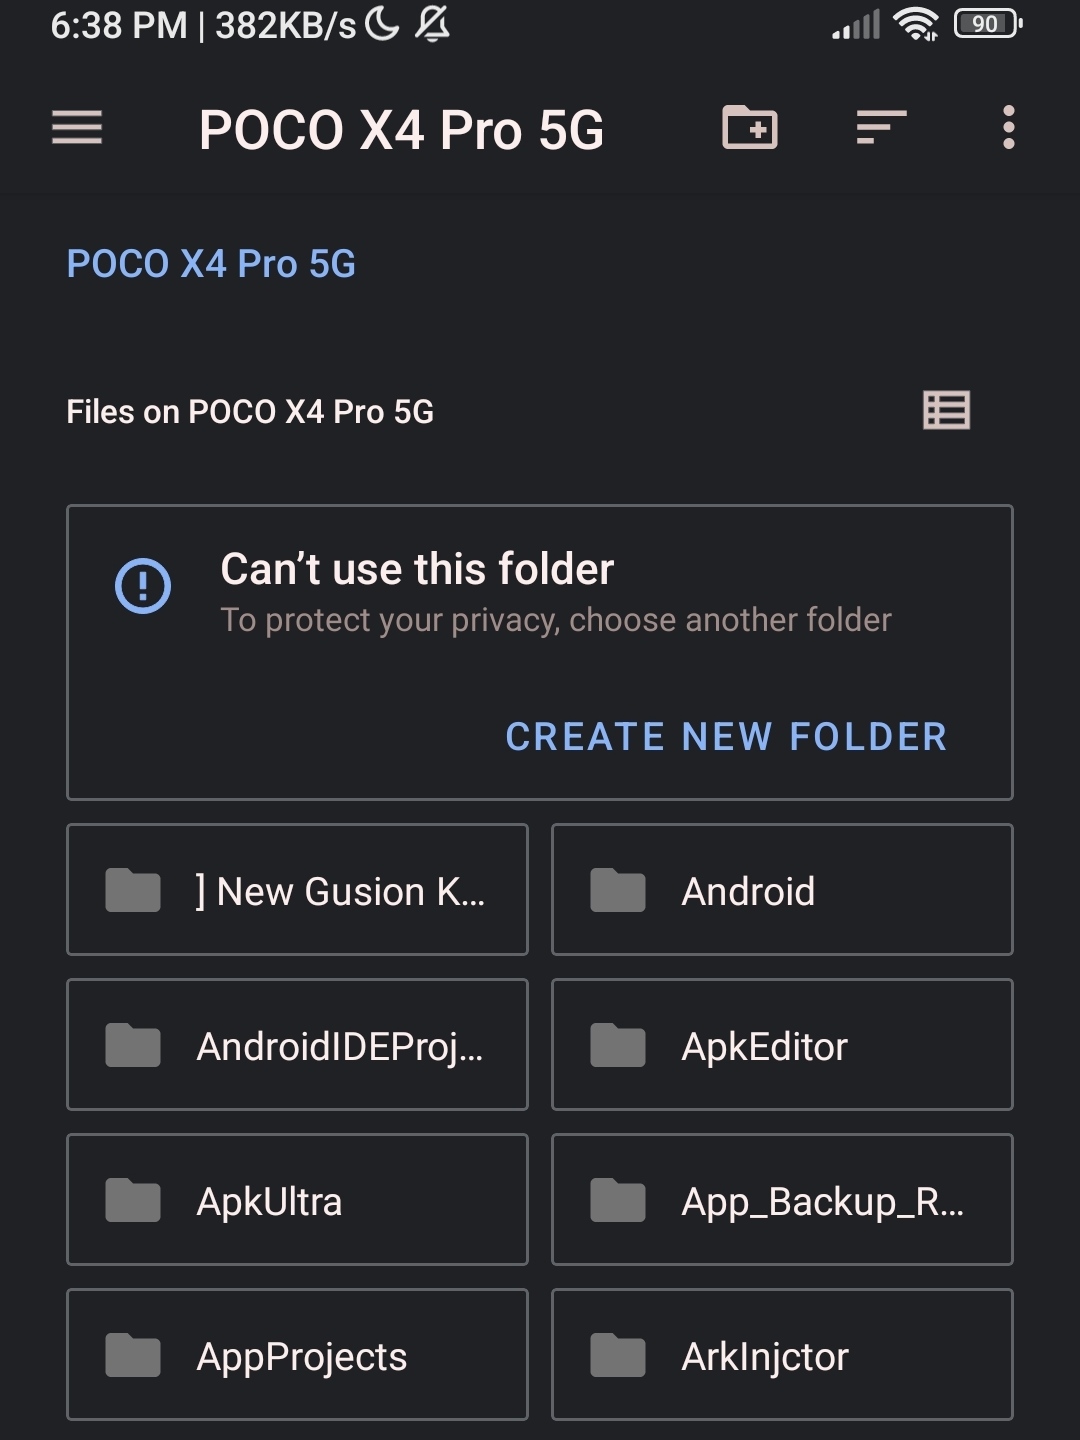 6:38 PM | 382KB/s
90
POCO X4 Pro 5G
POCO X4 Pro 5G
Files on POCO X4 Pro 5G
Can’t use this folder
To protect your privacy, choose another folder
CREATE NEW FOLDER
] New Gusion K...
Android
AndroidIDEProj...
ApkEditor
ApkUltra
App_Backup_R...
AppProjects
ArkInjctor